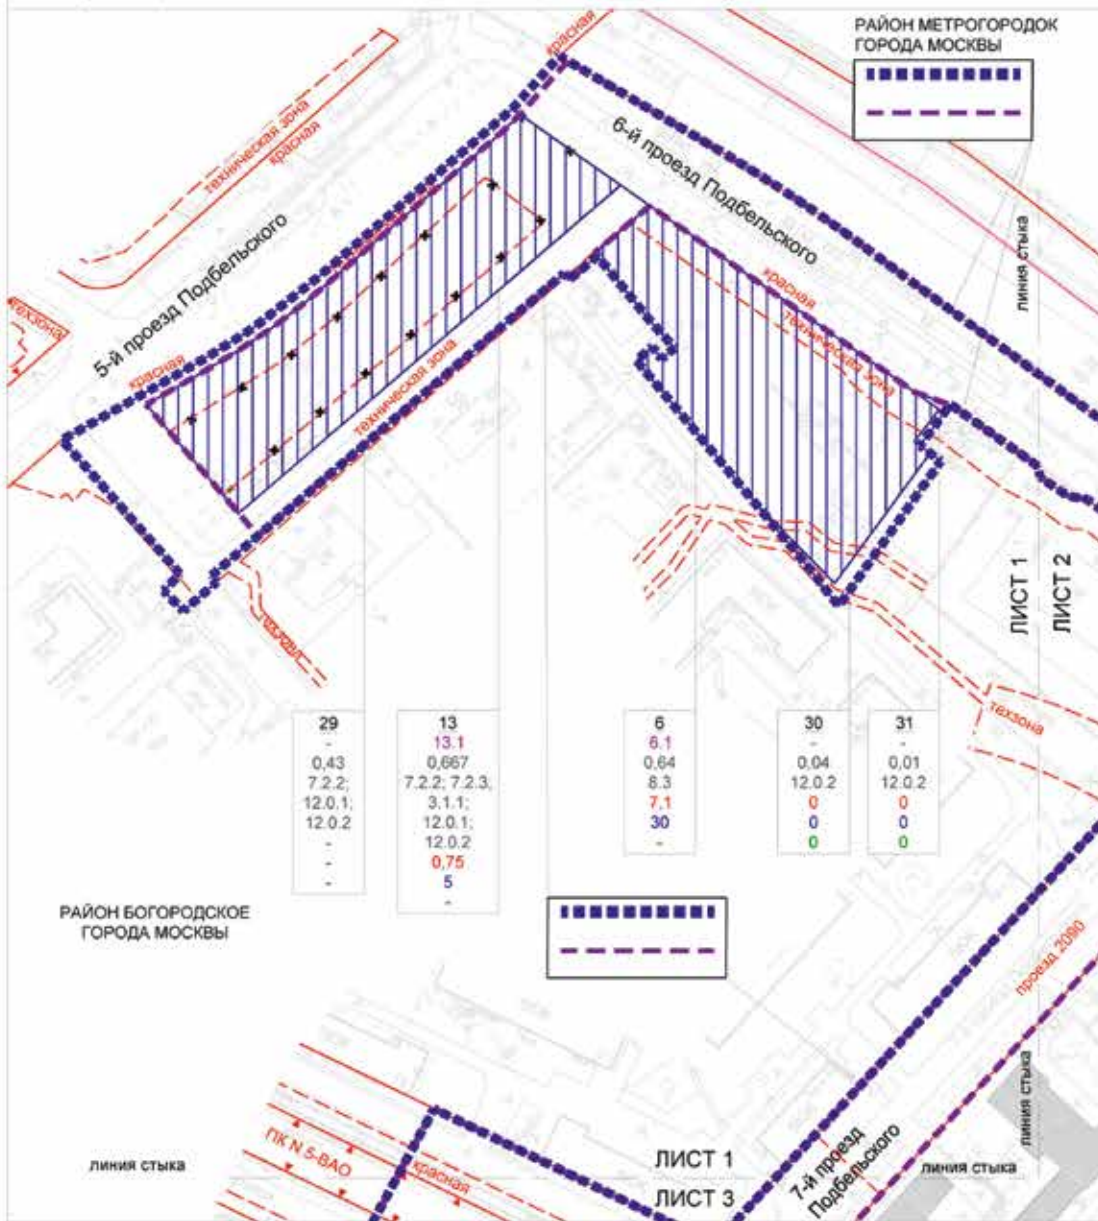 РАЙОН МЕТРОГОРОДОК
ГОРОДА МОСКВЫ
красная
6-й проезд Подбельского
техническая зона
красная
5-й проезд Подбельского
линия стыка
красная
техническая зона
техзона
красная
техническая зона
ЛИСТ 1
ЛИСТ 2
техзона
техзона
29
-
0,43
7.2.2;
12.0.1;
12.0.2
-
-
-
13
13.1
0,667
7.2.2; 7.2.3,
3.1.1;
12.0.1;
12.0.2
0,75
5
-
6
6.1
0,64
8.3
7,1
30
-
30
-
0,04
12.0.2
0
0
0
31
-
0,01
12.0.2
0
0
0
РАЙОН БОГОРОДСКОЕ
ГОРОДА МОСКВЫ
проезд 2090
линия стыка
ПК N 5-ВАО
красная
7-й проезд
Подбельского
линия стыка
ЛИСТ 1
ЛИСТ 3
линия стыка